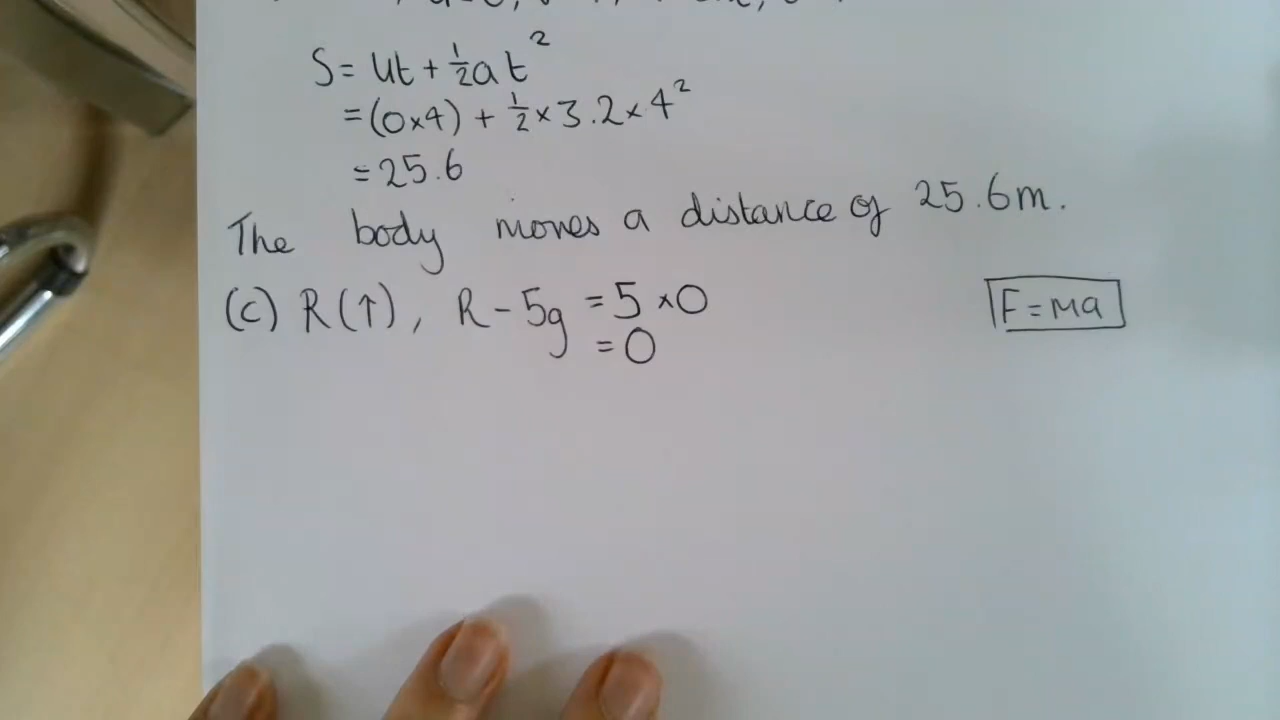 S= ut + ½at²
= (0×4) + ½×3.2×4²
= 25.6
The body moves a distance of 25.6m.
(c) R(↑), R - 5g = 5×0
F=ma
= 0